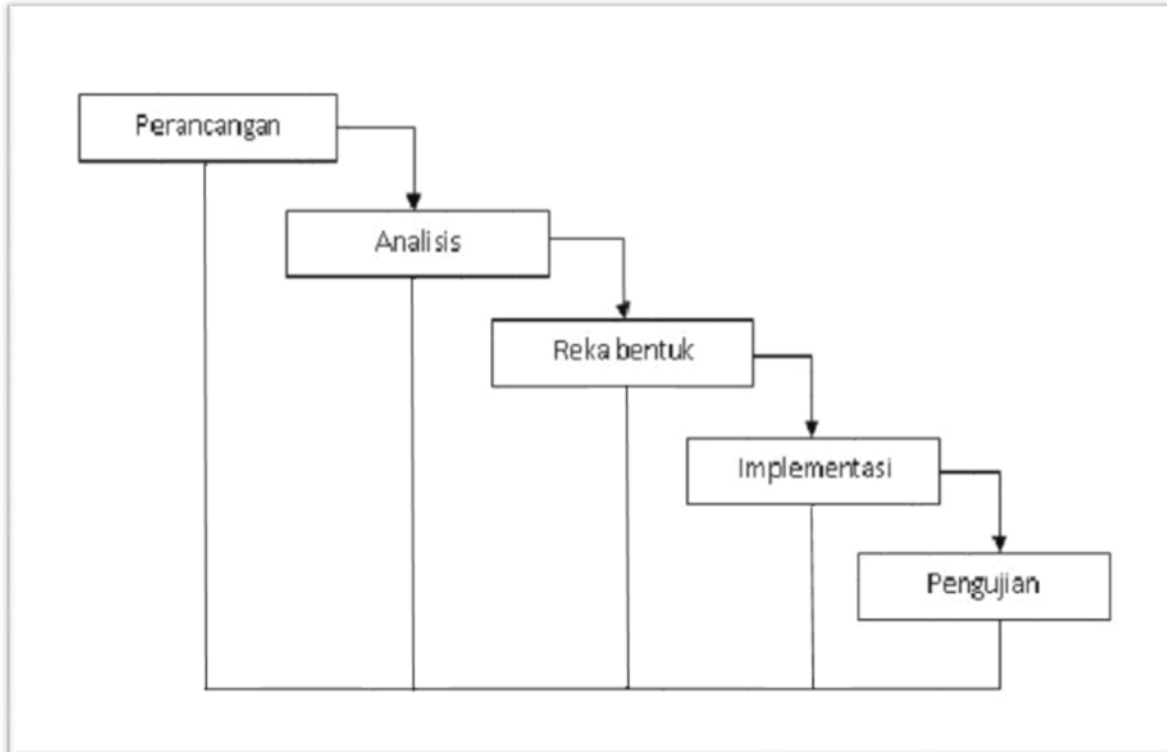 Perancangan
Analisis
Reka bentuk
Implementasi
Pengujian